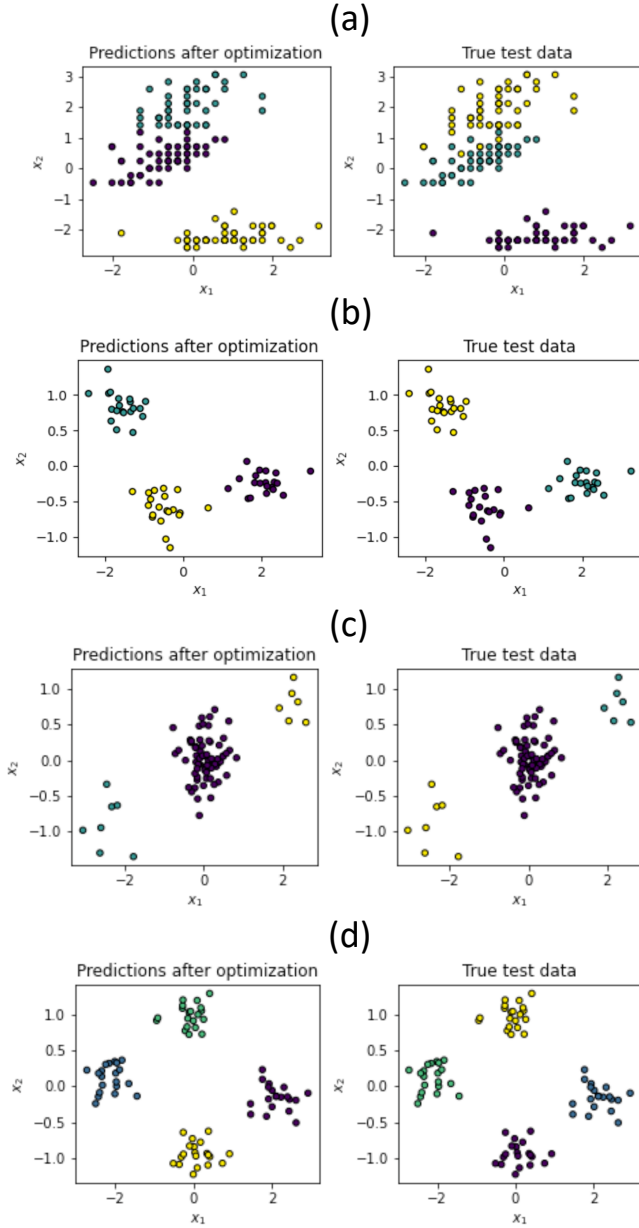 (a)
Predictions after optimization True test data
3 3
2 2
1 1
x₂ 0 x₂ 0
−1 −1
−2 −2
−2 0 2 −2 0 2
x₁ x₁
(b)
Predictions after optimization True test data
1.0 1.0
0.5 0.5
x₂ 0.0 x₂ 0.0
−0.5 −0.5
−1.0 −1.0
−2 0 2 −2 0 2
x₁ x₁
(c)
Predictions after optimization True test data
1.0 1.0
0.5 0.5
x₂ 0.0 x₂ 0.0
−0.5 −0.5
−1.0 −1.0
−2 0 2 −2 0 2
x₁ x₁
(d)
Predictions after optimization True test data
1.0 1.0
0.5 0.5
x₂ 0.0 x₂ 0.0
−0.5 −0.5
−1.0 −1.0
−2 0 2 −2 0 2
x₁ x₁